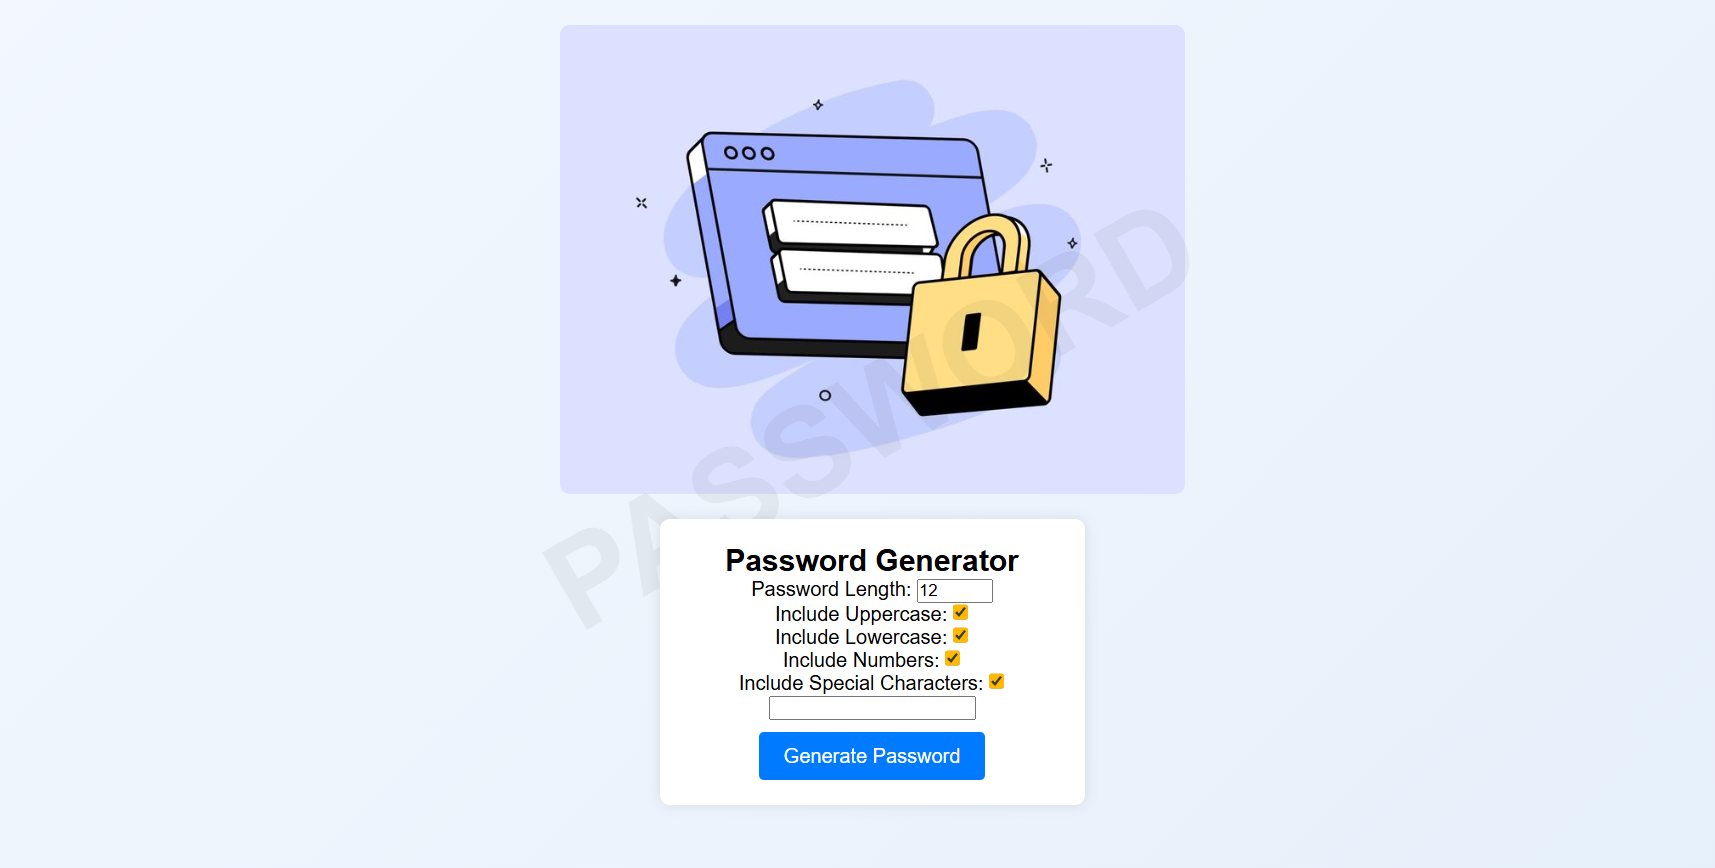 PASSWORD
Password Generator
Password Length: 12
Include Uppercase:
Include Lowercase:
Include Numbers:
Include Special Characters:
Generate Password